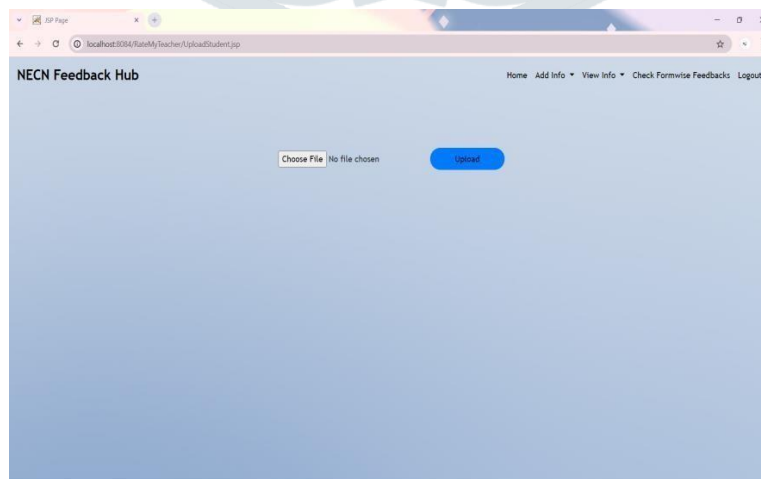 JSP Page
localhost:8084/RateMyTeacher/UploadStudent.jsp
NECN Feedback Hub
Home Add Info View Info Check Formwise Feedbacks Logout
Choose File No file chosen Upload